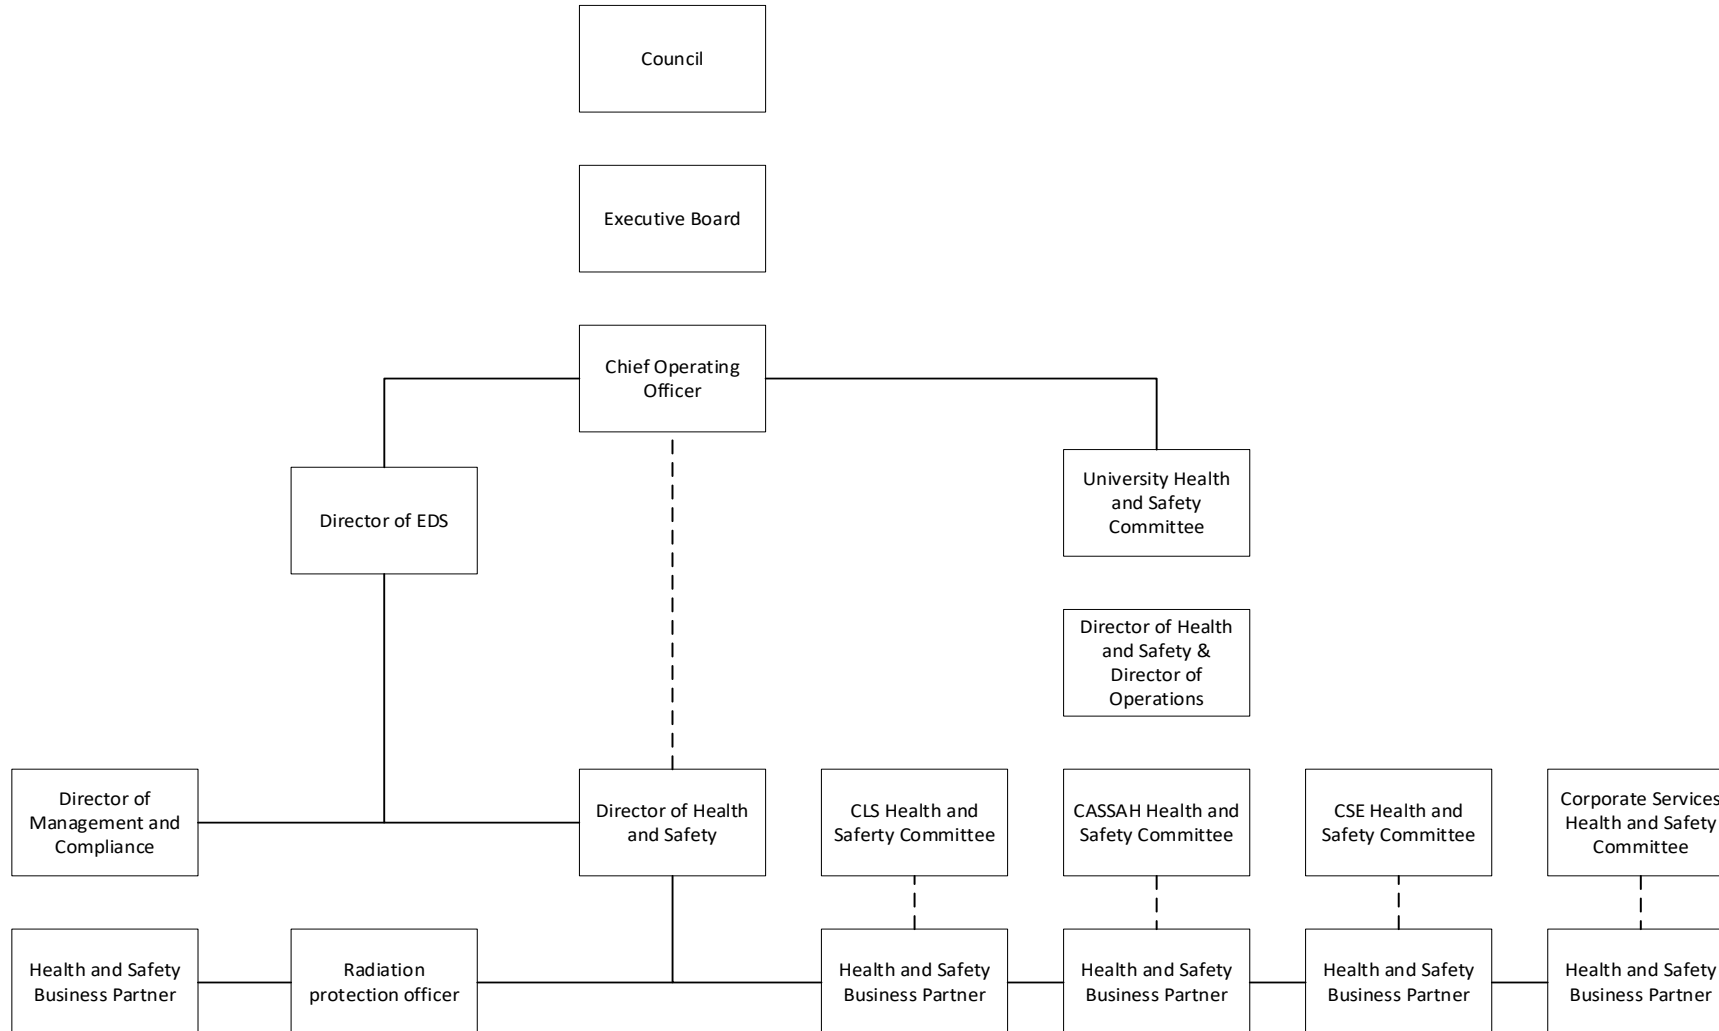 Council
Executive Board
Chief Operating
Officer
Director of EDS
University Health
and Safety
Committee
Director of Health
and Safety &
Director of
Operations
Director of
Management and
Compliance
Director of Health
and Safety
CLS Health and
Saferty Committee
CASSAH Health and
Safety Committee
CSE Health and
Safety Committee
Corporate Services
Health and Safety
Committee
Health and Safety
Business Partner
Radiation
protection officer
Health and Safety
Business Partner
Health and Safety
Business Partner
Health and Safety
Business Partner
Health and Safety
Business Partner